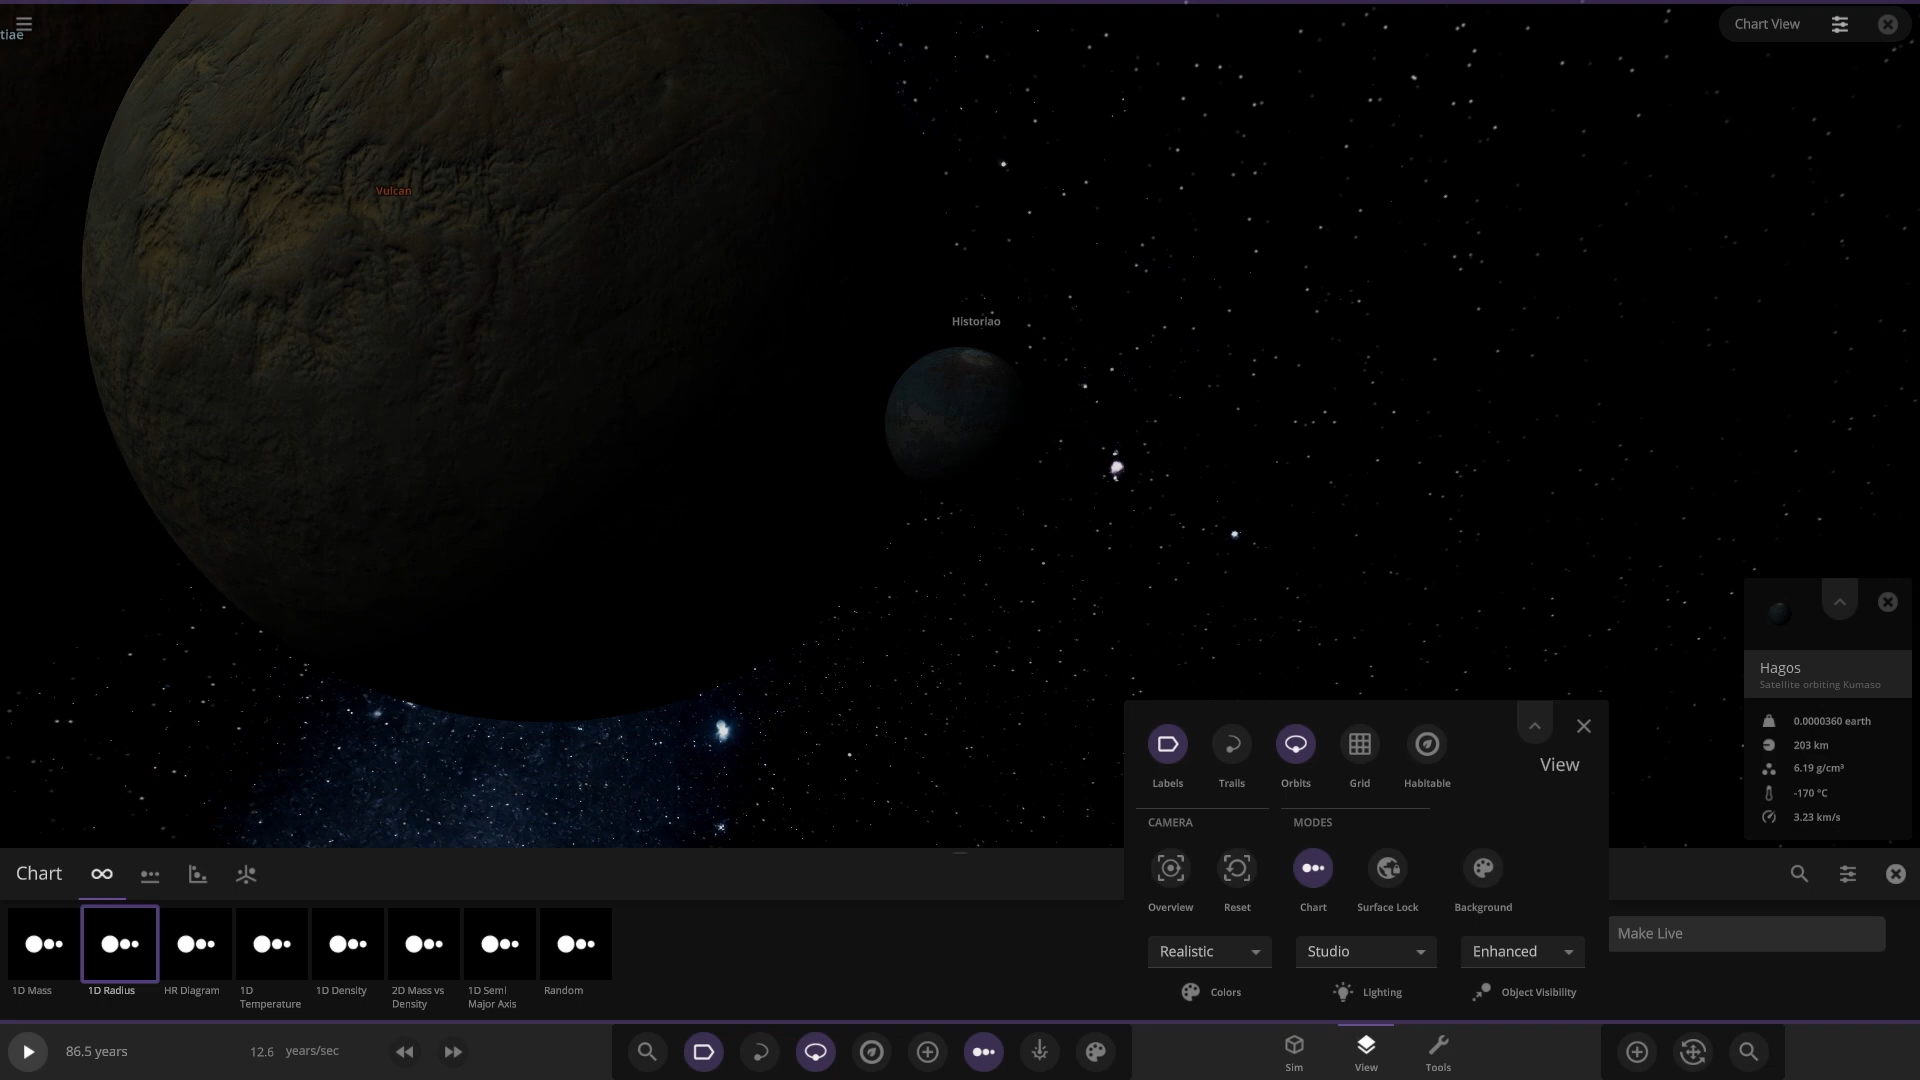 tiae
Chart View
Vulcan
Historiao
Hagos
Satellite orbiting Kumaso
0.0000360 earth
203 km
6.19 g/cm³
-170 °C
3.23 km/s
Labels Trails Orbits Grid Habitable
View
CAMERA MODES
Overview Reset Chart Surface Lock Background
Realistic Studio Enhanced
Colors Lighting Object Visibility
Chart
Make Live
1D Mass
1D Radius
HR Diagram
1D
Temperature
1D Density
2D Mass vs
Density
1D Semi
Major Axis
Random
86.5 years
12.6 years/sec
Sim View Tools